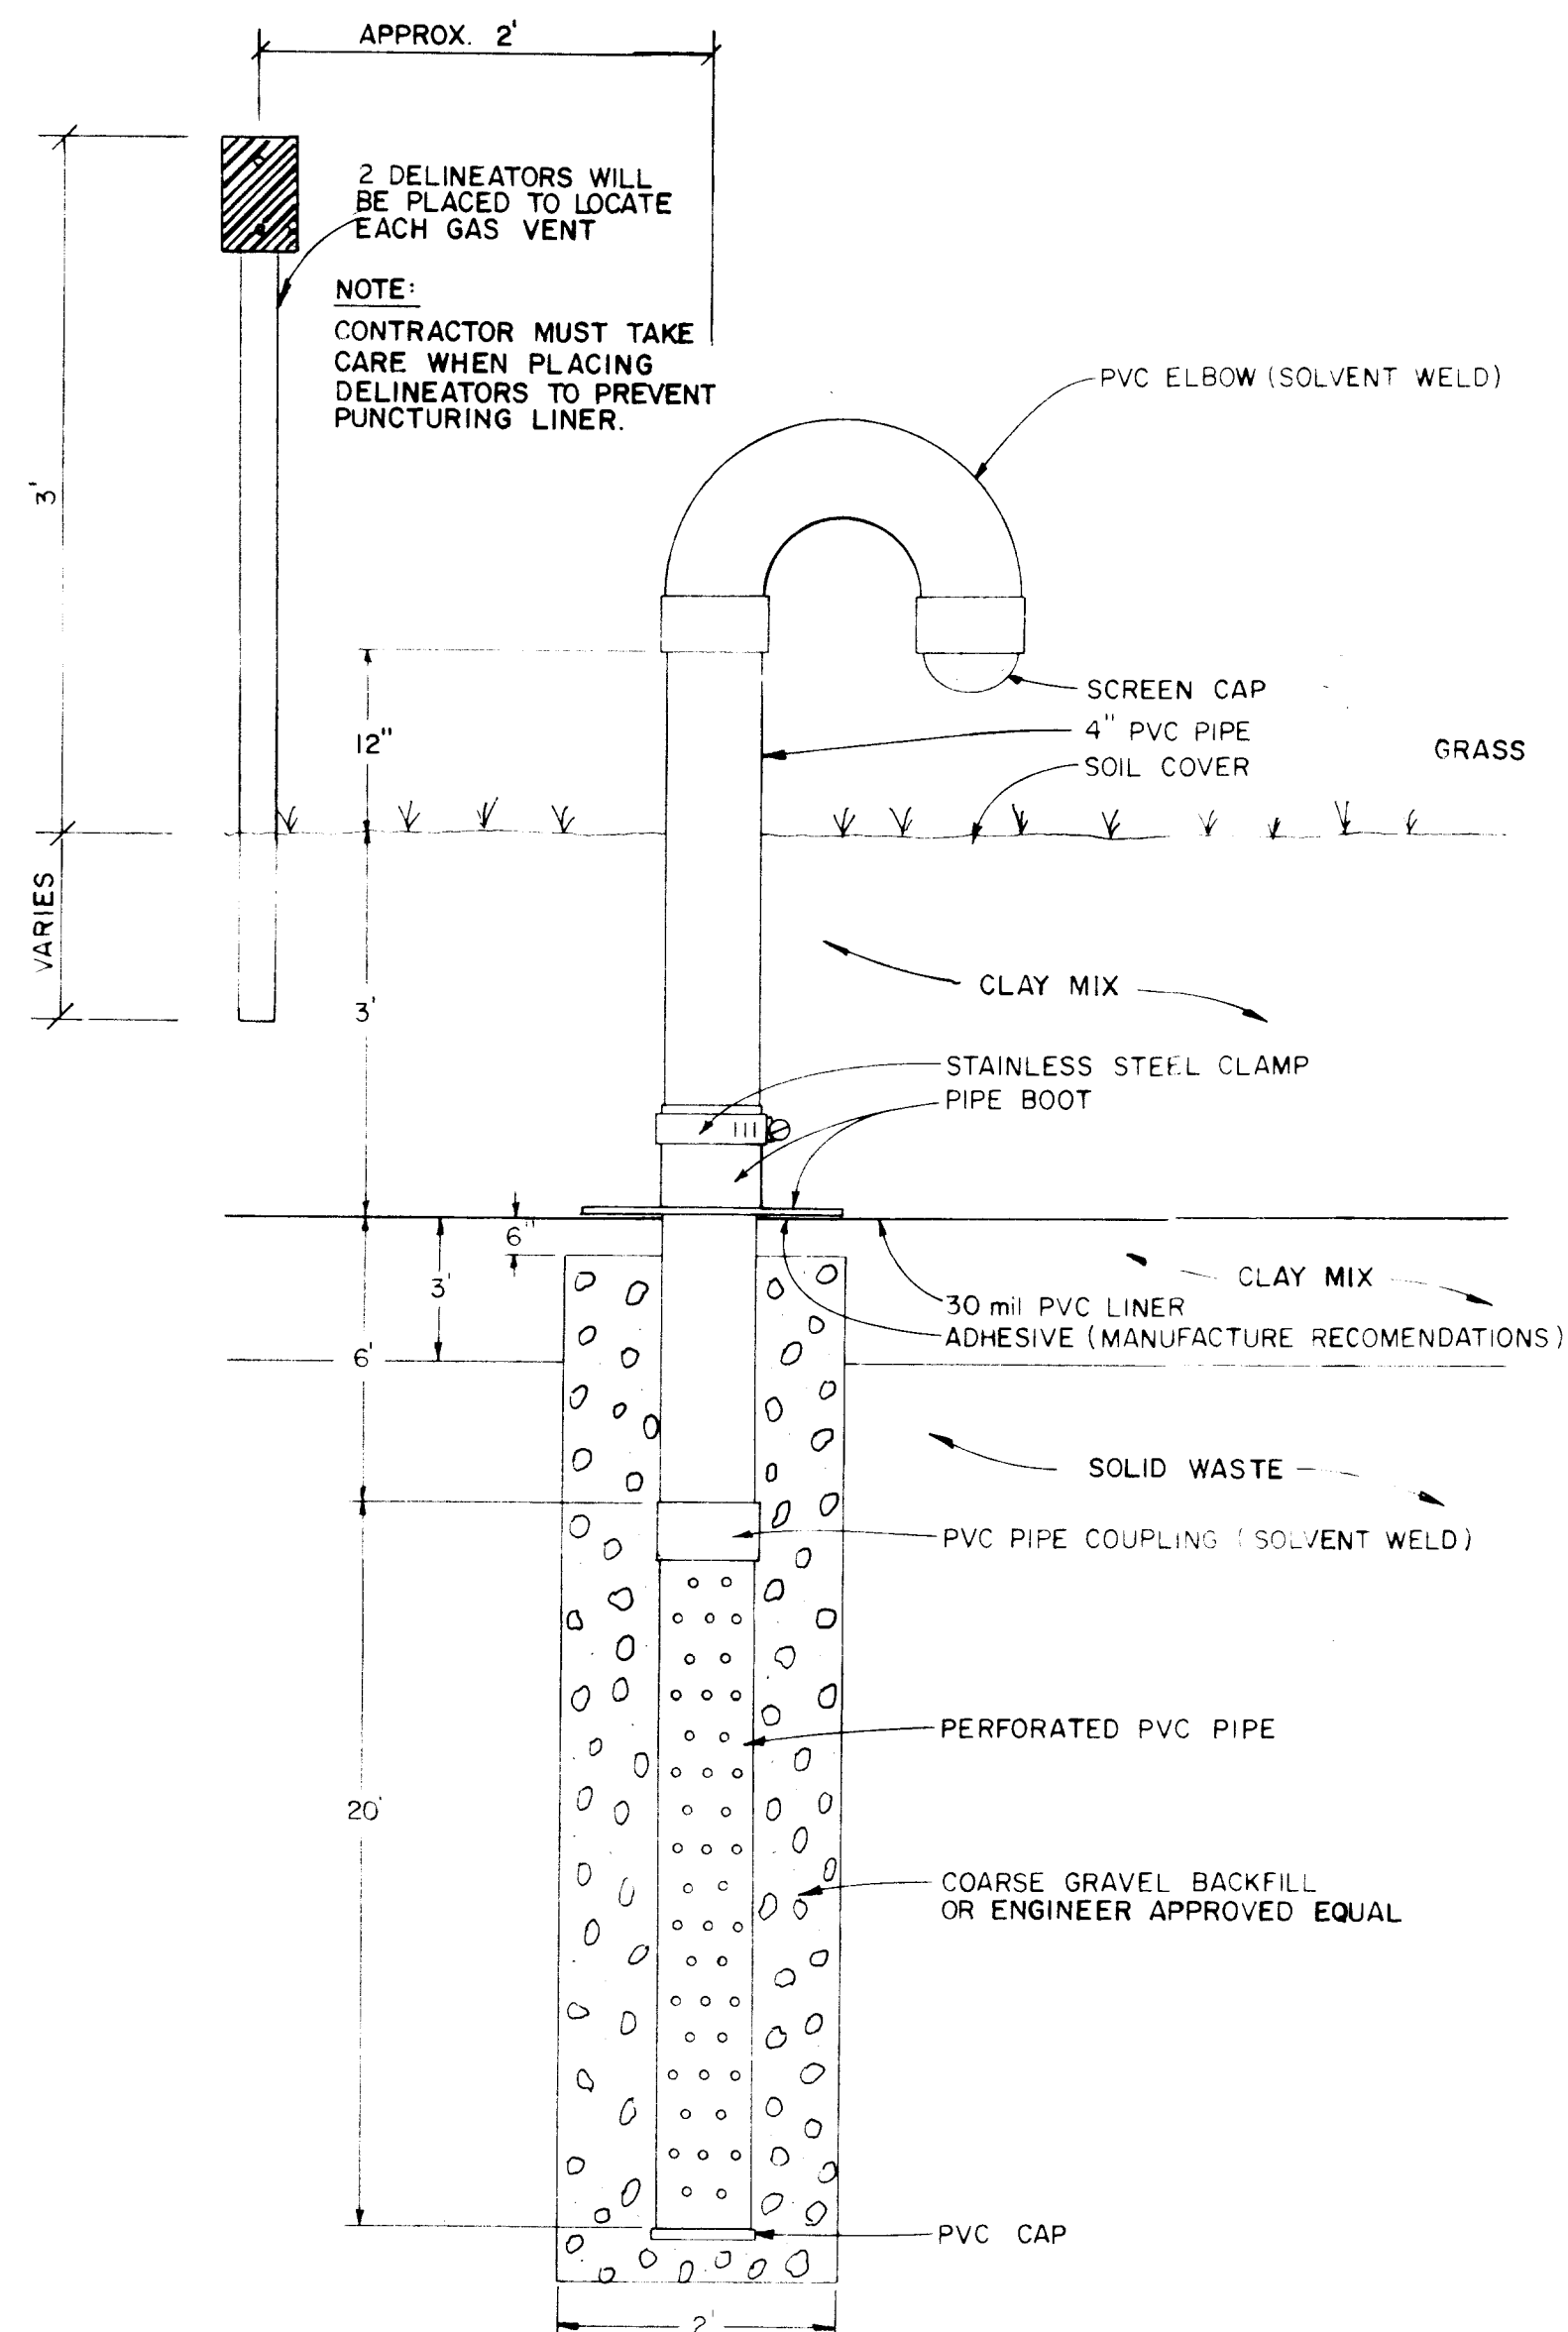 APPROX. 2'
2 DELINEATORS WILL
BE PLACED TO LOCATE
EACH GAS VENT
NOTE:
CONTRACTOR MUST TAKE
CARE WHEN PLACING
DELINEATORS TO PREVENT
PUNCTURING LINER.
PVC ELBOW (SOLVENT WELD)
3'
SCREEN CAP
4" PVC PIPE
SOIL COVER
GRASS
12"
VARIES
3'
CLAY MIX
STAINLESS STEEL CLAMP
PIPE BOOT
6"
3'
CLAY MIX
30 mil PVC LINER
ADHESIVE (MANUFACTURE RECOMENDATIONS)
6'
SOLID WASTE
PVC PIPE COUPLING (SOLVENT WELD)
PERFORATED PVC PIPE
20'
COARSE GRAVEL BACKFILL
OR ENGINEER APPROVED EQUAL
PVC CAP
2'